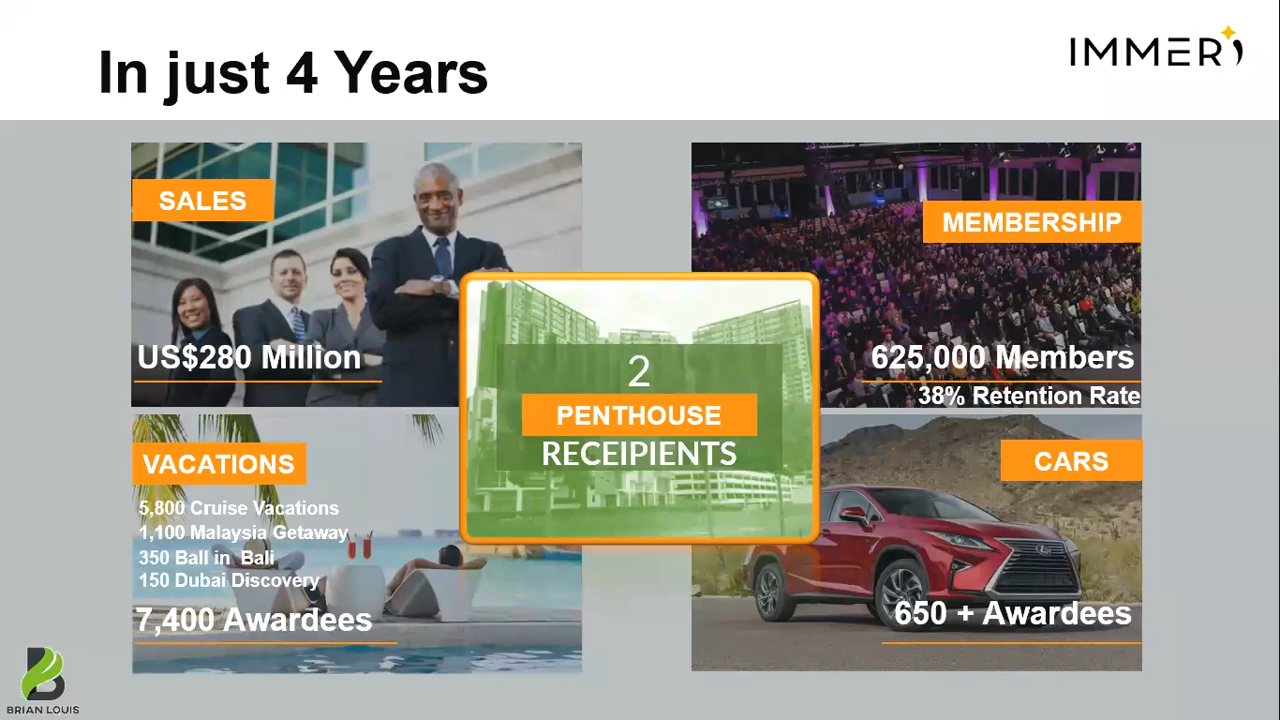 In just 4 Years
IMMERI
SALES
US$280 Million
MEMBERSHIP
625,000 Members
38% Retention Rate
2
PENTHOUSE
RECEIPIENTS
VACATIONS
5,800 Cruise Vacations
1,100 Malaysia Getaway
350 Ball in Bali
150 Dubai Discovery
7,400 Awardees
CARS
650 + Awardees
BRIAN LOUIS